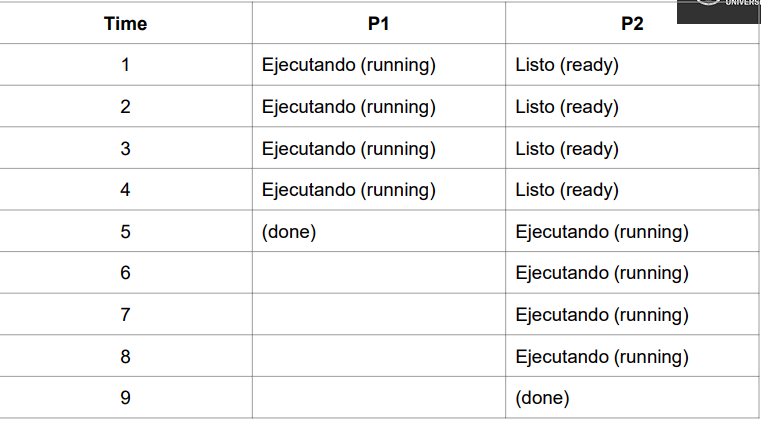 Time P1 P2
1 Ejecutando (running) Listo (ready)
2 Ejecutando (running) Listo (ready)
3 Ejecutando (running) Listo (ready)
4 Ejecutando (running) Listo (ready)
5 (done) Ejecutando (running)
6 Ejecutando (running)
7 Ejecutando (running)
8 Ejecutando (running)
9 (done)